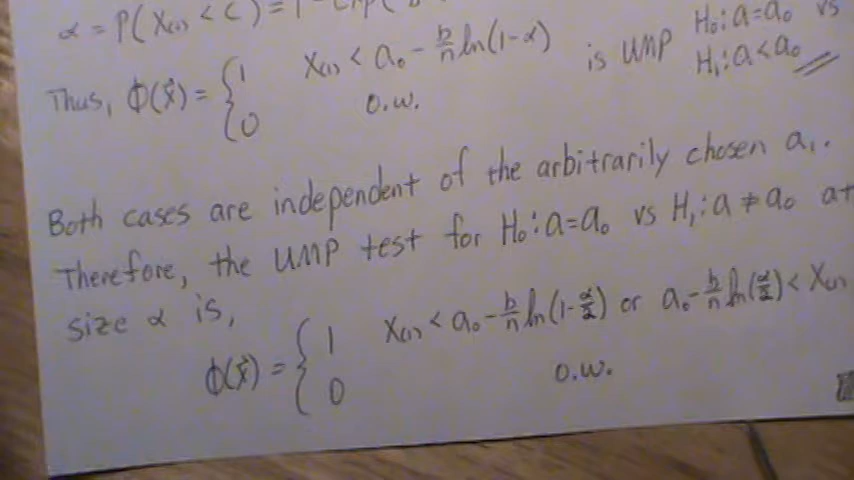 α = P(X₍₁₎ < C) = 1 -
Thus, ϕ(x⃗) = { 1 X₍₁₎ < a₀ - b/n ln(1-α) is UMP H₀: a=a₀ vs
0 o.w. H₁: a<a₀
Both cases are independent of the arbitrarily chosen a₁.
Therefore, the UMP test for H₀: a=a₀ vs H₁: a≠a₀ at
size α is,
ϕ(x⃗) = { 1 X₍₁₎ < a₀ - b/n ln(1-α/2) or a₀ - b/n ln(α/2) < X₍₁₎
0 o.w.